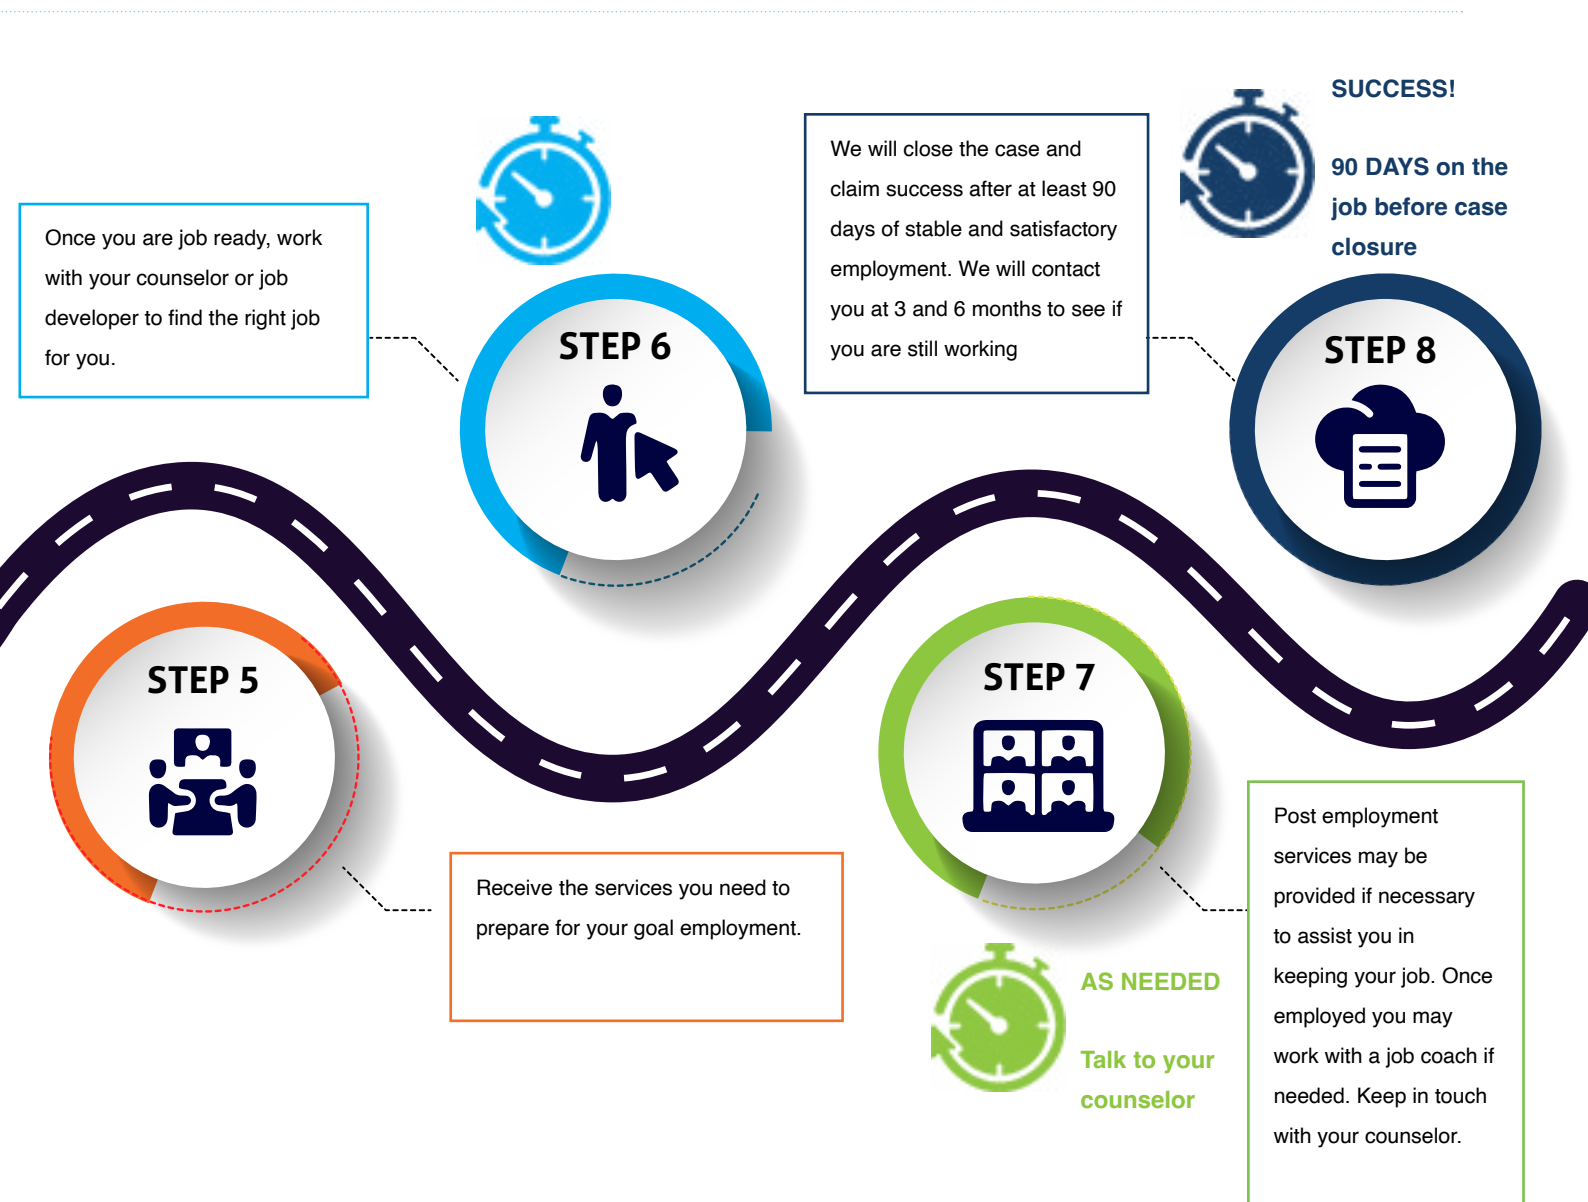 STEP 5
Receive the services you need to
prepare for your goal employment.
Once you are job ready, work
with your counselor or job
developer to find the right job
for you.
STEP 6
STEP 7
AS NEEDED
Talk to your
counselor
Post employment
services may be
provided if necessary
to assist you in
keeping your job. Once
employed you may
work with a job coach if
needed. Keep in touch
with your counselor.
We will close the case and
claim success after at least 90
days of stable and satisfactory
employment. We will contact
you at 3 and 6 months to see if
you are still working
SUCCESS!
90 DAYS on the
job before case
closure
STEP 8